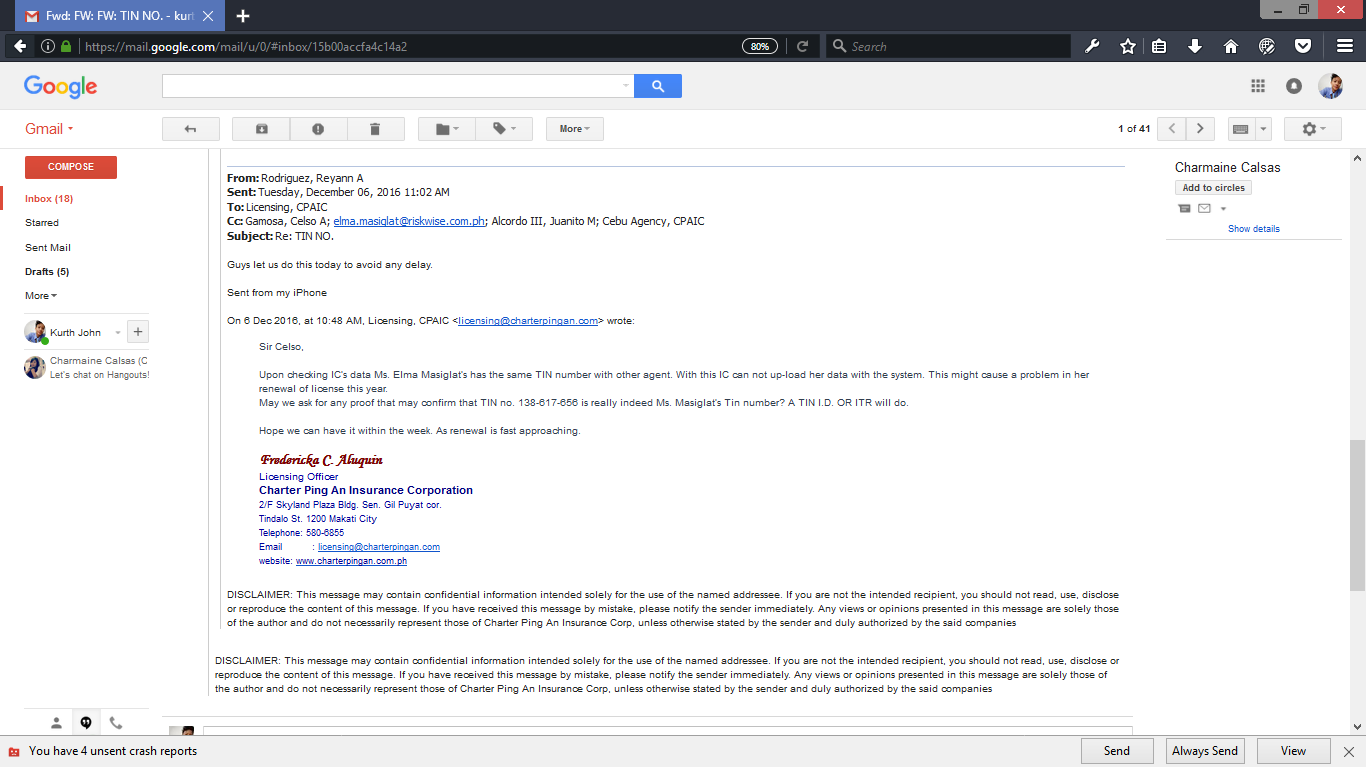 Fwd: FW: FW: TIN NO. - kurt
https://mail.google.com/mail/u/0/#inbox/15b00accfa4c14a2
80%
Search
Google
Gmail
More
1 of 41
COMPOSE
Inbox (18)
Starred
Sent Mail
Drafts (5)
More
Kurth John
Charmaine Calsas (C
Let's chat on Hangouts!
From: Rodriguez, Reyann A
Sent: Tuesday, December 06, 2016 11:02 AM
To: Licensing, CPAIC
Cc: Gamosa, Celso A; elma.masiglat@riskwise.com.ph; Alcordo III, Juanito M; Cebu Agency, CPAIC
Subject: Re: TIN NO.
Guys let us do this today to avoid any delay.
Sent from my iPhone
On 6 Dec 2016, at 10:48 AM, Licensing, CPAIC <licensing@charterpingan.com> wrote:
Sir Celso,
Upon checking IC's data Ms. Elma Masiglat's has the same TIN number with other agent. With this IC can not up-load her data with the system. This might cause a problem in her
renewal of license this year.
May we ask for any proof that may confirm that TIN no. 138-617-656 is really indeed Ms. Masiglat's Tin number? A TIN I.D. OR ITR will do.
Hope we can have it within the week. As renewal is fast approaching.
Fredericka C. Aluquin
Licensing Officer
Charter Ping An Insurance Corporation
2/F Skyland Plaza Bldg. Sen. Gil Puyat cor.
Tindalo St. 1200 Makati City
Telephone: 580-6855
Email : licensing@charterpingan.com
website: www.charterpingan.com.ph
DISCLAIMER: This message may contain confidential information intended solely for the use of the named addressee. If you are not the intended recipient, you should not read, use, disclose
or reproduce the content of this message. If you have received this message by mistake, please notify the sender immediately. Any views or opinions presented in this message are solely those
of the author and do not necessarily represent those of Charter Ping An Insurance Corp, unless otherwise stated by the sender and duly authorized by the said companies
DISCLAIMER: This message may contain confidential information intended solely for the use of the named addressee. If you are not the intended recipient, you should not read, use, disclose or
reproduce the content of this message. If you have received this message by mistake, please notify the sender immediately. Any views or opinions presented in this message are solely those of
the author and do not necessarily represent those of Charter Ping An Insurance Corp, unless otherwise stated by the sender and duly authorized by the said companies
Charmaine Calsas
Add to circles
Show details
You have 4 unsent crash reports
Send
Always Send
View